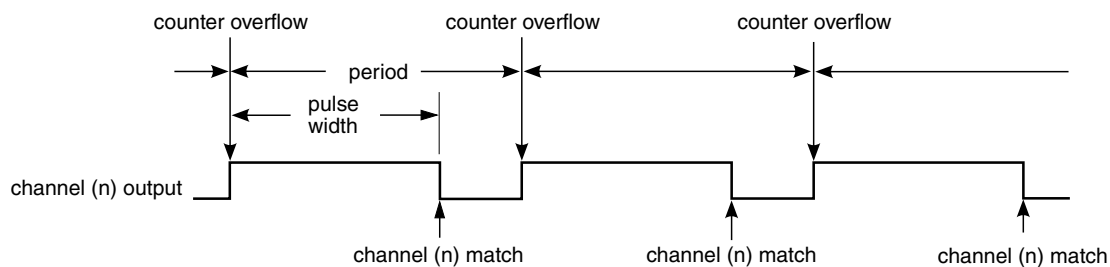 counter overflow
counter overflow
counter overflow
period
pulse
width
channel (n) output
channel (n) match
channel (n) match
channel (n) match